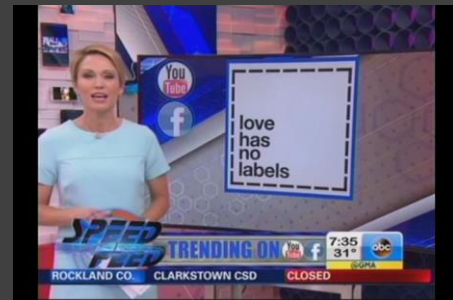 You
Tube
f
love
has
no
labels
SPEED
FEED
TRENDING ON You Tube f
7:35
31°
abc
@GMA
ROCKLAND CO. CLARKSTOWN CSD CLOSED